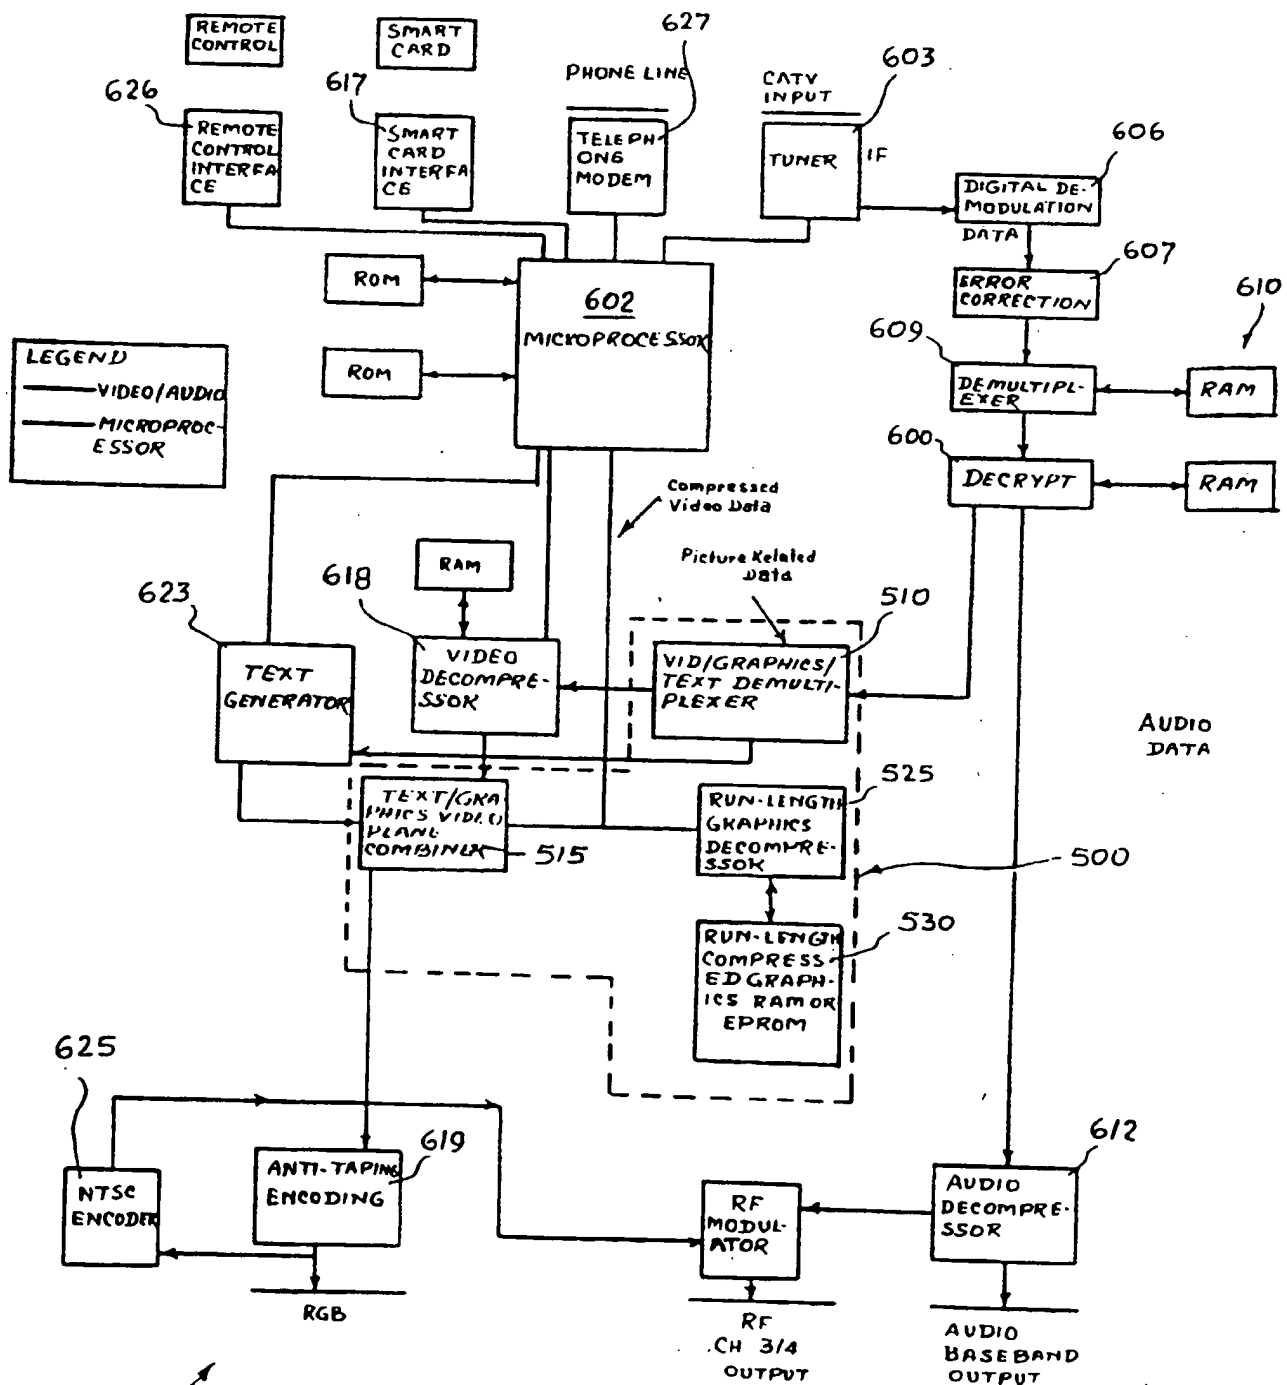 REMOTE
CONTROL
SMART
CARD
627
603
626
617
PHONE LINE
CATV
INPUT
606
REMOTE
CONTROL
INTERFA
CE
SMART
CARD
INTERFA
CE
TELEPH
ONG
MODEM
TUNER
IF
DIGITAL DE-
MODULATION
DATA
607
ROM
602
MICROPROCESSOR
ERROR
CORRECTION
610
609
LEGEND
VIDEO/AUDIO
MICROPROC-
ESSOR
ROM
DEMULTIPL-
EXER
RAM
600
DECRYPT
RAM
Compressed
Video Data
RAM
Picture Related
Data
618
623
510
TEXT
GENERATOR
VIDEO
DECOMPRE-
SSOR
VID/GRAPHICS/
TEXT DEMULTI-
PLEXER
AUDIO
DATA
525
TEXT/GRA
PHICS VIDEO
PLANE
COMBINER
515
RUN-LENGTH
GRAPHICS
DECOMPRE-
SSOR
500
530
RUN-LENGTH
COMPRESS
ED GRAPH-
ICS RAM OR
EPROM
625
619
612
NTSC
ENCODER
ANTI-TAPING
ENCODING
RF
MODUL-
ATOR
AUDIO
DECOMPRE-
SSOR
RGB
RF
CH 3/4
OUTPUT
AUDIO
BASEBAND
OUTPUT